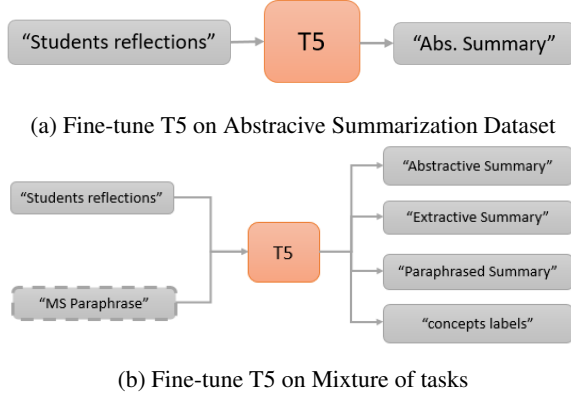 “Students reflections”
T5
“Abs. Summary”
(a) Fine-tune T5 on Abstracive Summarization Dataset
“Students reflections”
“MS Paraphrase”
T5
“Abstractive Summary”
“Extractive Summary”
“Paraphrased Summary”
“concepts labels”
(b) Fine-tune T5 on Mixture of tasks